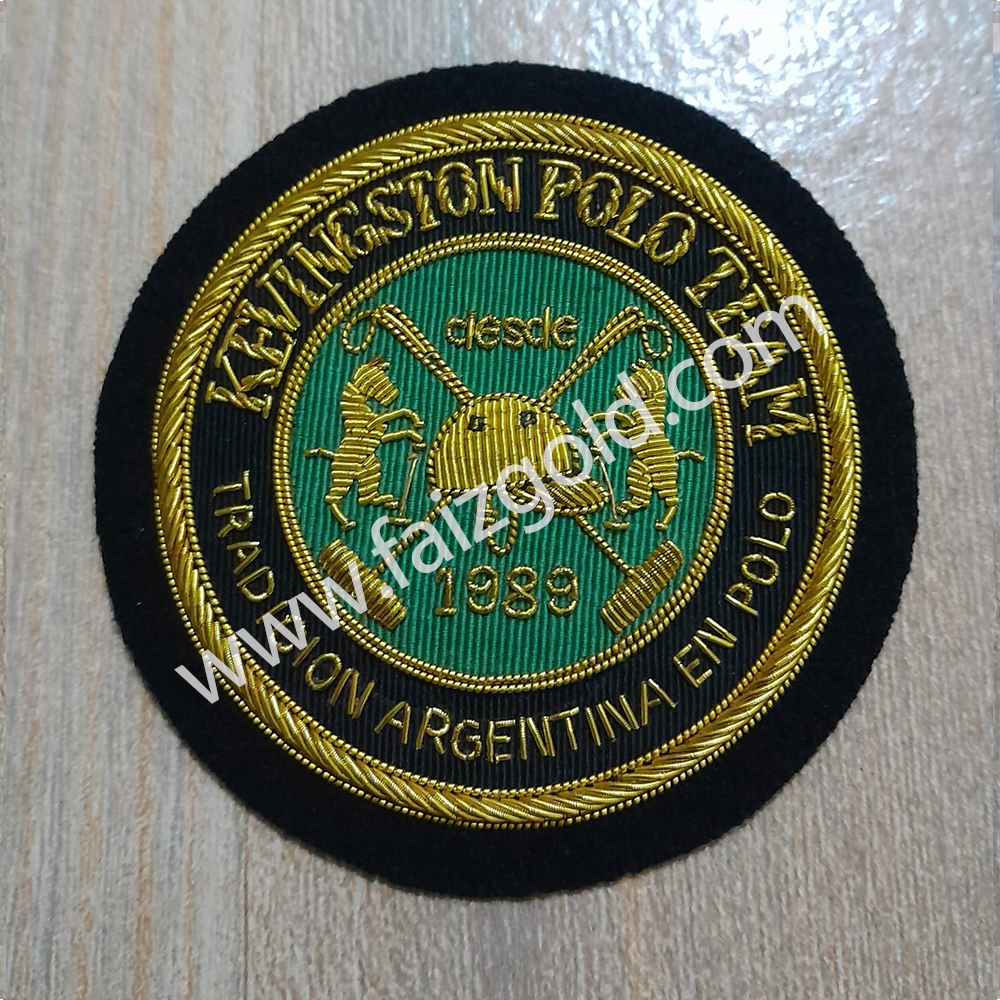 KEVINGSTON POLO TEAM
desde
1989
TRADICION ARGENTINA EN POLO
www.faizgold.com